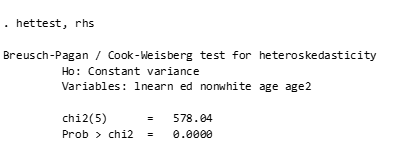 . hettest, rhs
Breusch-Pagan / Cook-Weisberg test for heteroskedasticity
Ho: Constant variance
Variables: lnearn ed nonwhite age age2
chi2(5) = 578.04
Prob > chi2 = 0.0000